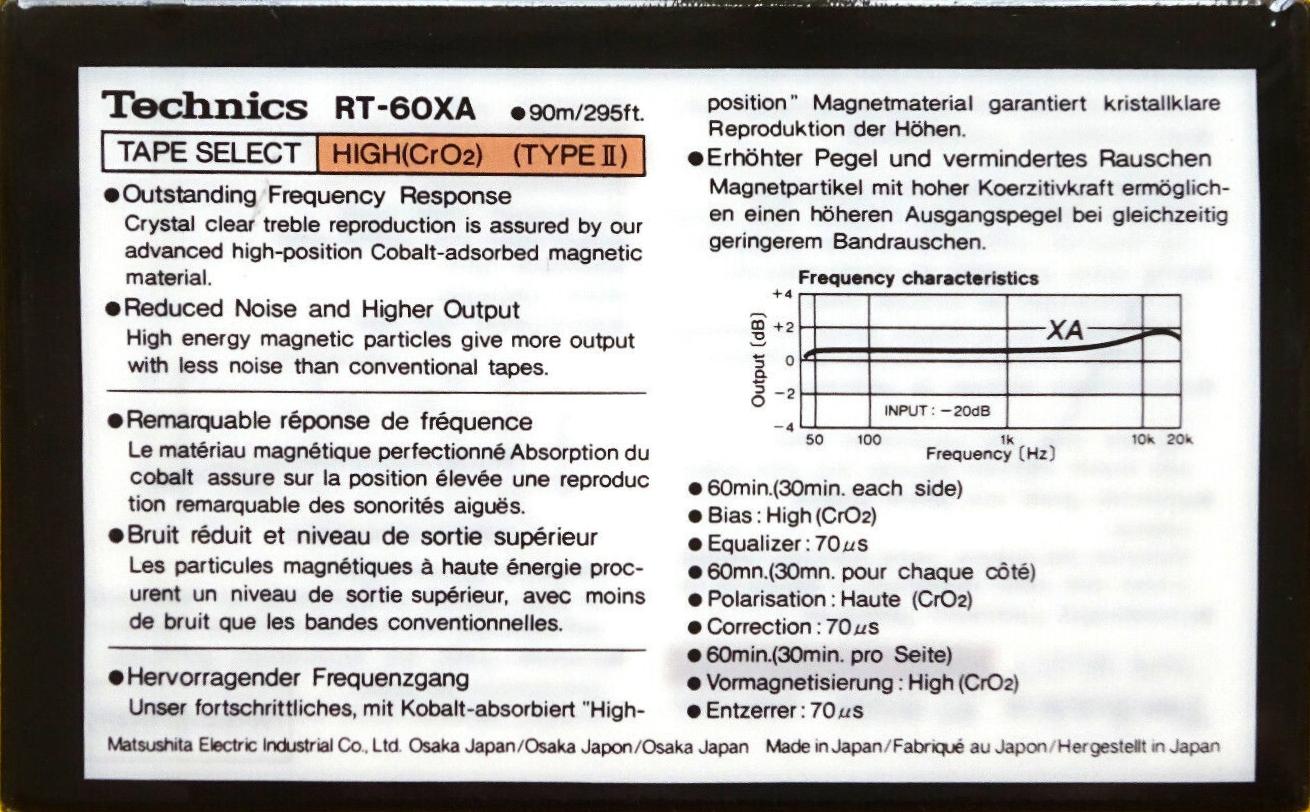 Technics RT-60XA ●90m/295ft.
TAPE SELECT HIGH(CrO2) (TYPE II)
●Outstanding Frequency Response
Crystal clear treble reproduction is assured by our
advanced high-position Cobalt-adsorbed magnetic
material.
●Reduced Noise and Higher Output
High energy magnetic particles give more output
with less noise than conventional tapes.
●Remarquable réponse de fréquence
Le matériau magnétique perfectionné Absorption du
cobalt assure sur la position élevée une reproduc
tion remarquable des sonorités aiguës.
●Bruit réduit et niveau de sortie supérieur
Les particules magnétiques à haute énergie proc-
urent un niveau de sortie supérieur, avec moins
de bruit que les bandes conventionnelles.
●Hervorragender Frequenzgang
Unser fortschrittliches, mit Kobalt-absorbiert "High-
position" Magnetmaterial garantiert kristallklare
Reproduktion der Höhen.
●Erhöhter Pegel und vermindertes Rauschen
Magnetpartikel mit hoher Koerzitivkraft ermöglich-
en einen höheren Ausgangspegel bei gleichzeitig
geringerem Bandrauschen.
Frequency characteristics
Output (dB)
+4
+2
0
-2
-4
XA
INPUT : -20dB
50 100 1k 10k 20k
Frequency (Hz)
●60min.(30min. each side)
●Bias : High (CrO2)
●Equalizer : 70μs
●60mn.(30mn. pour chaque côté)
●Polarisation : Haute (CrO2)
●Correction : 70μs
●60min.(30min. pro Seite)
●Vormagnetisierung : High (CrO2)
●Entzerrer : 70μs
Matsushita Electric Industrial Co., Ltd. Osaka Japan/Osaka Japon/Osaka Japan Made in Japan/Fabriqué au Japon/Hergestellt in Japan